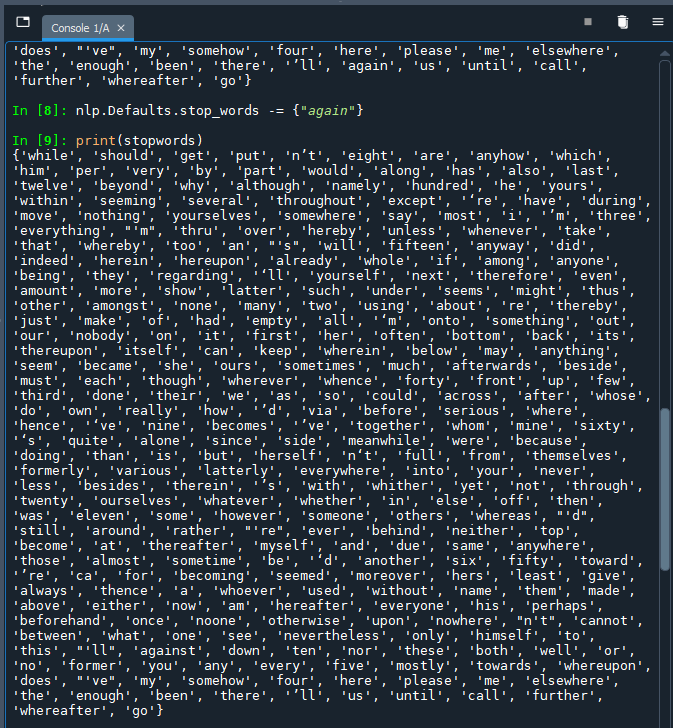 Console 1/A ×
'does', "'ve", 'my', 'somehow', 'four', 'here', 'please', 'me', 'elsewhere',
'the', 'enough', 'been', 'there', '’ll', 'again', 'us', 'until', 'call',
'further', 'whereafter', 'go'}
In [8]: nlp.Defaults.stop_words -= {"again"}
In [9]: print(stopwords)
{'while', 'should', 'get', 'put', 'n’t', 'eight', 'are', 'anyhow', 'which',
'him', 'per', 'very', 'by', 'part', 'would', 'along', 'has', 'also', 'last',
'twelve', 'beyond', 'why', 'although', 'namely', 'hundred', 'he', 'yours',
'within', 'seeming', 'several', 'throughout', 'except', '‘re', 'have', 'during',
'move', 'nothing', 'yourselves', 'somewhere', 'say', 'most', 'i', '’m', 'three',
'everything', "'m", 'thru', 'over', 'hereby', 'unless', 'whenever', 'take',
'that', 'whereby', 'too', 'an', "'s", 'will', 'fifteen', 'anyway', 'did',
'indeed', 'herein', 'hereupon', 'already', 'whole', 'if', 'among', 'anyone',
'being', 'they', 'regarding', '‘ll', 'yourself', 'next', 'therefore', 'even',
'amount', 'more', 'show', 'latter', 'such', 'under', 'seems', 'might', 'thus',
'other', 'amongst', 'none', 'many', 'two', 'using', 'about', 're', 'thereby',
'just', 'make', 'of', 'had', 'empty', 'all', '‘m', 'onto', 'something', 'out',
'our', 'nobody', 'on', 'it', 'first', 'her', 'often', 'bottom', 'back', 'its',
'thereupon', 'itself', 'can', 'keep', 'wherein', 'below', 'may', 'anything',
'seem', 'became', 'she', 'ours', 'sometimes', 'much', 'afterwards', 'beside',
'must', 'each', 'though', 'wherever', 'whence', 'forty', 'front', 'up', 'few',
'third', 'done', 'their', 'we', 'as', 'so', 'could', 'across', 'after', 'whose',
'do', 'own', 'really', 'how', '’d', 'via', 'before', 'serious', 'where',
'hence', '‘ve', 'nine', 'becomes', '’ve', 'together', 'whom', 'mine', 'sixty',
'‘s', 'quite', 'alone', 'since', 'side', 'meanwhile', 'were', 'because',
'doing', 'than', 'is', 'but', 'herself', 'n‘t', 'full', 'from', 'themselves',
'formerly', 'various', 'latterly', 'everywhere', 'into', 'your', 'never',
'less', 'besides', 'therein', '’s', 'with', 'whither', 'yet', 'not', 'through',
'twenty', 'ourselves', 'whatever', 'whether', 'in', 'else', 'off', 'then',
'was', 'eleven', 'some', 'however', 'someone', 'others', 'whereas', "'d",
'still', 'around', 'rather', "'re", 'ever', 'behind', 'neither', 'top',
'become', 'at', 'thereafter', 'myself', 'and', 'due', 'same', 'anywhere',
'those', 'almost', 'sometime', 'be', '‘d', 'another', 'six', 'fifty', 'toward',
'’re', 'ca', 'for', 'becoming', 'seemed', 'moreover', 'hers', 'least', 'give',
'always', 'thence', 'a', 'whoever', 'used', 'without', 'name', 'them', 'made',
'above', 'either', 'now', 'am', 'hereafter', 'everyone', 'his', 'perhaps',
'beforehand', 'once', 'noone', 'otherwise', 'upon', 'nowhere', "n't", 'cannot',
'between', 'what', 'one', 'see', 'nevertheless', 'only', 'himself', 'to',
'this', "'ll", 'against', 'down', 'ten', 'nor', 'these', 'both', 'well', 'or',
'no', 'former', 'you', 'any', 'every', 'five', 'mostly', 'towards', 'whereupon',
'does', "'ve", 'my', 'somehow', 'four', 'here', 'please', 'me', 'elsewhere',
'the', 'enough', 'been', 'there', '’ll', 'us', 'until', 'call', 'further',
'whereafter', 'go'}